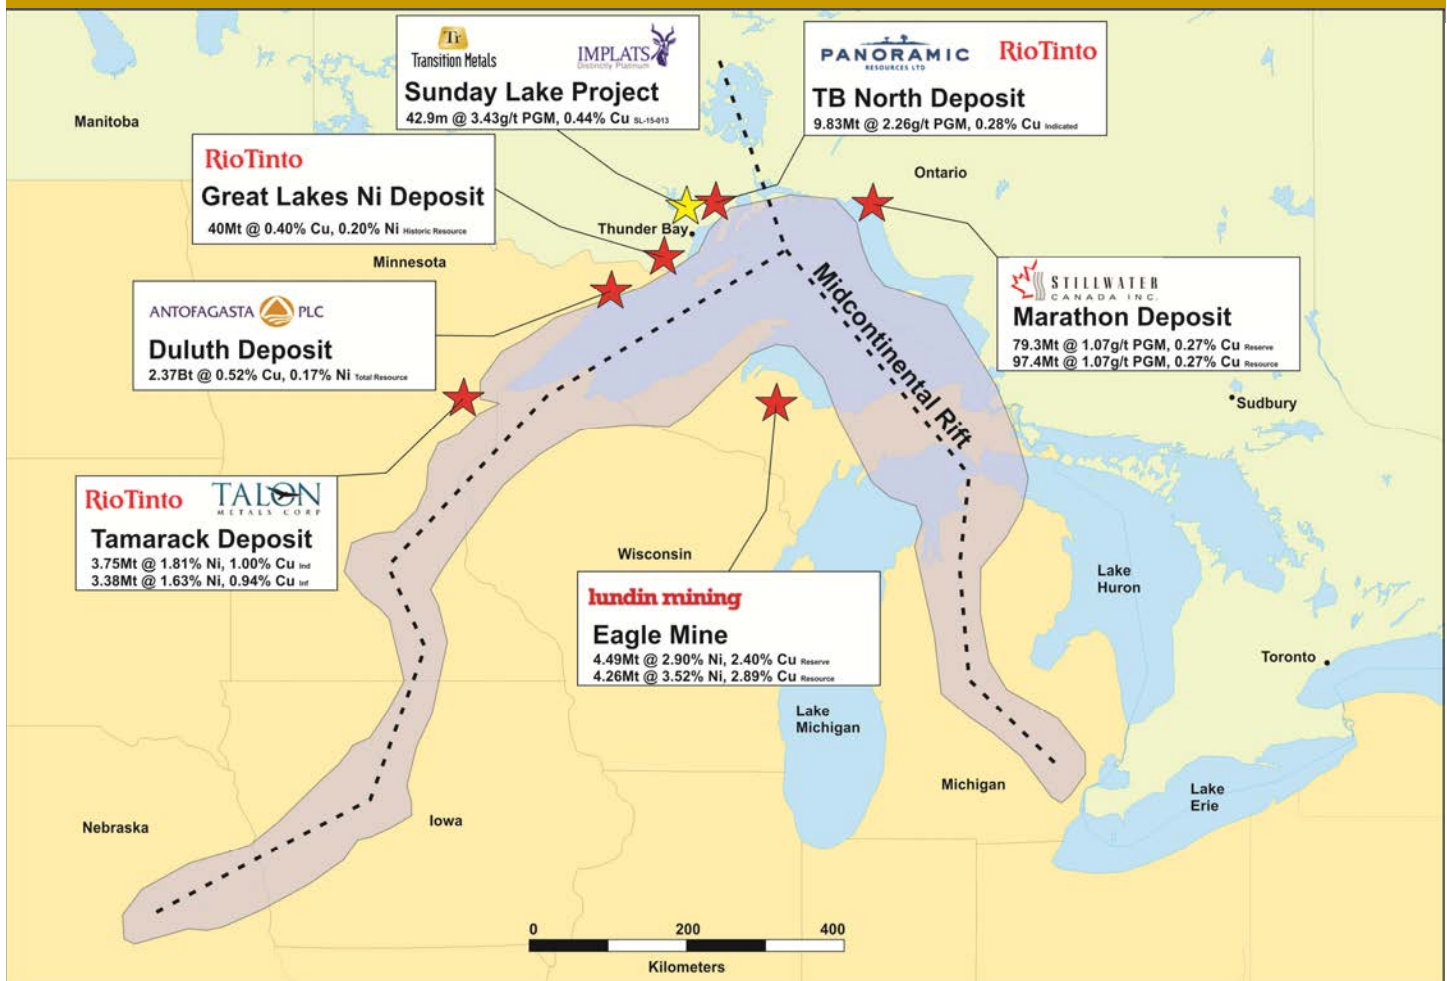 Tr
Transition Metals
IMPLATS
Distinctly Platinum
Sunday Lake Project
42.9m @ 3.43g/t PGM, 0.44% Cu SL-15-013
PANORAMIC
RESOURCES LTD
RioTinto
TB North Deposit
9.83Mt @ 2.26g/t PGM, 0.28% Cu Indicated
Manitoba
RioTinto
Great Lakes Ni Deposit
40Mt @ 0.40% Cu, 0.20% Ni Historic Resource
Ontario
Thunder Bay
Minnesota
STILLWATER
CANADA INC.
Marathon Deposit
79.3Mt @ 1.07g/t PGM, 0.27% Cu Reserve
97.4Mt @ 1.07g/t PGM, 0.27% Cu Resource
ANTOFAGASTA PLC
Duluth Deposit
2.37Bt @ 0.52% Cu, 0.17% Ni Total Resource
Midcontinental Rift
Sudbury
RioTinto
TALON
METALS CORP
Tamarack Deposit
3.75Mt @ 1.81% Ni, 1.00% Cu Ind
3.38Mt @ 1.63% Ni, 0.94% Cu Inf
Wisconsin
Lake
Huron
lundin mining
Eagle Mine
4.49Mt @ 2.90% Ni, 2.40% Cu Reserve
4.26Mt @ 3.52% Ni, 2.89% Cu Resource
Toronto
Lake
Michigan
Michigan
Lake
Erie
Nebraska
Iowa
0 200 400
Kilometers